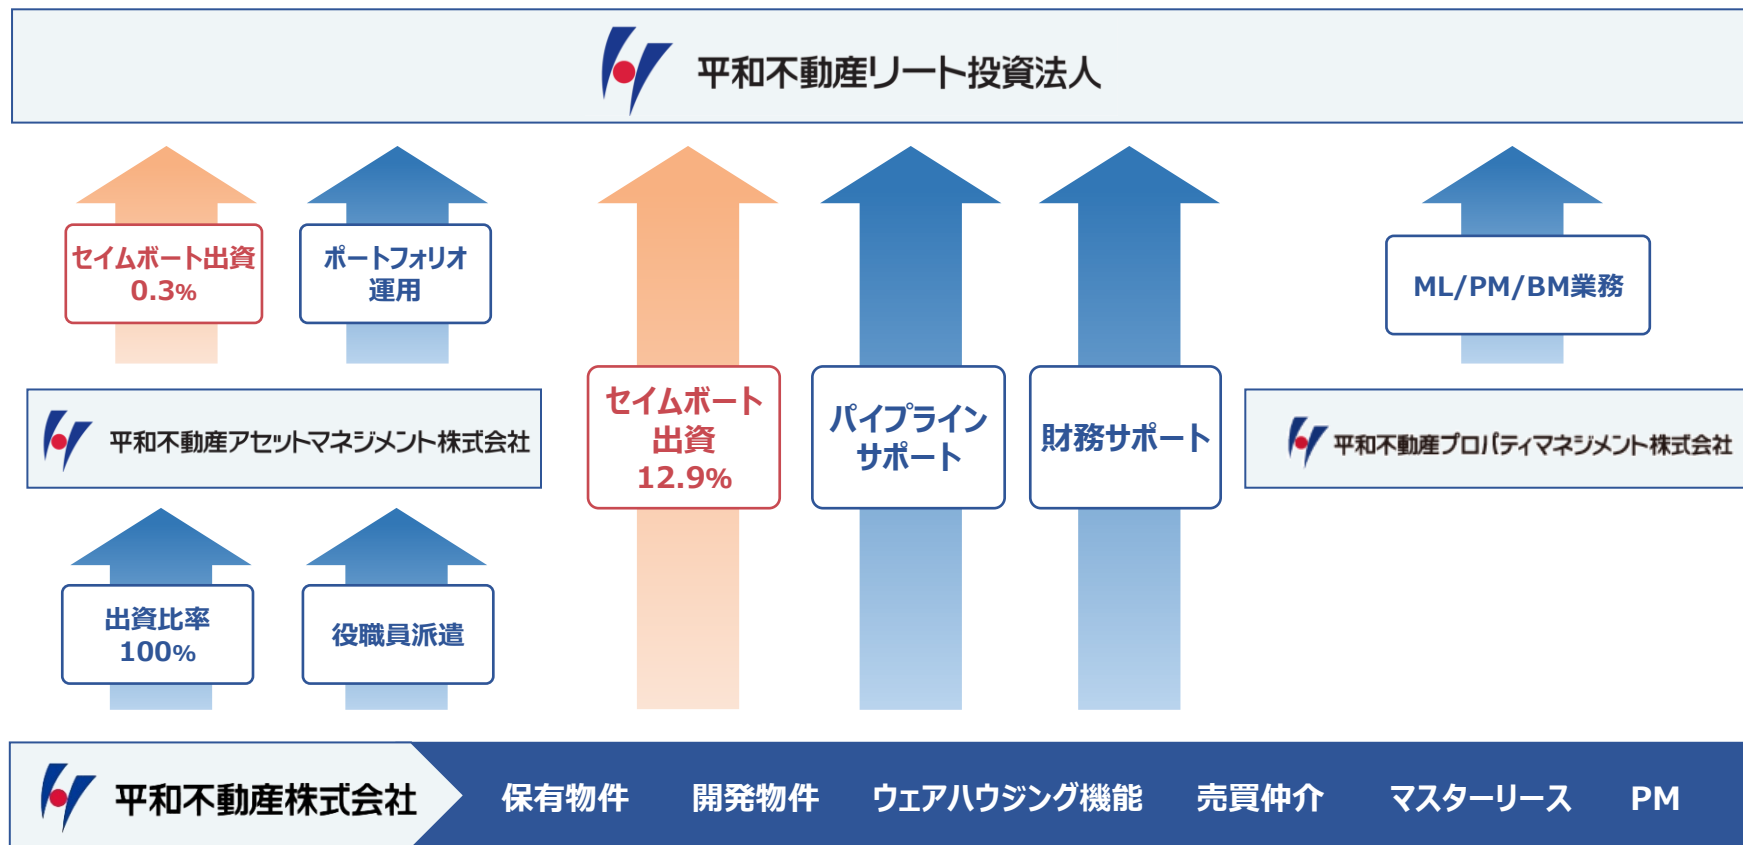 平和不動産リート投資法人
セイムボート出資
0.3%
ポートフォリオ
運用
ML/PM/BM業務
セイムボート
出資
12.9%
パイプライン
サポート
財務サポート
平和不動産アセットマネジメント株式会社
平和不動産プロパティマネジメント株式会社
出資比率
100%
役職員派遣
平和不動産株式会社
保有物件
開発物件
ウェアハウジング機能
売買仲介
マスターリース
PM